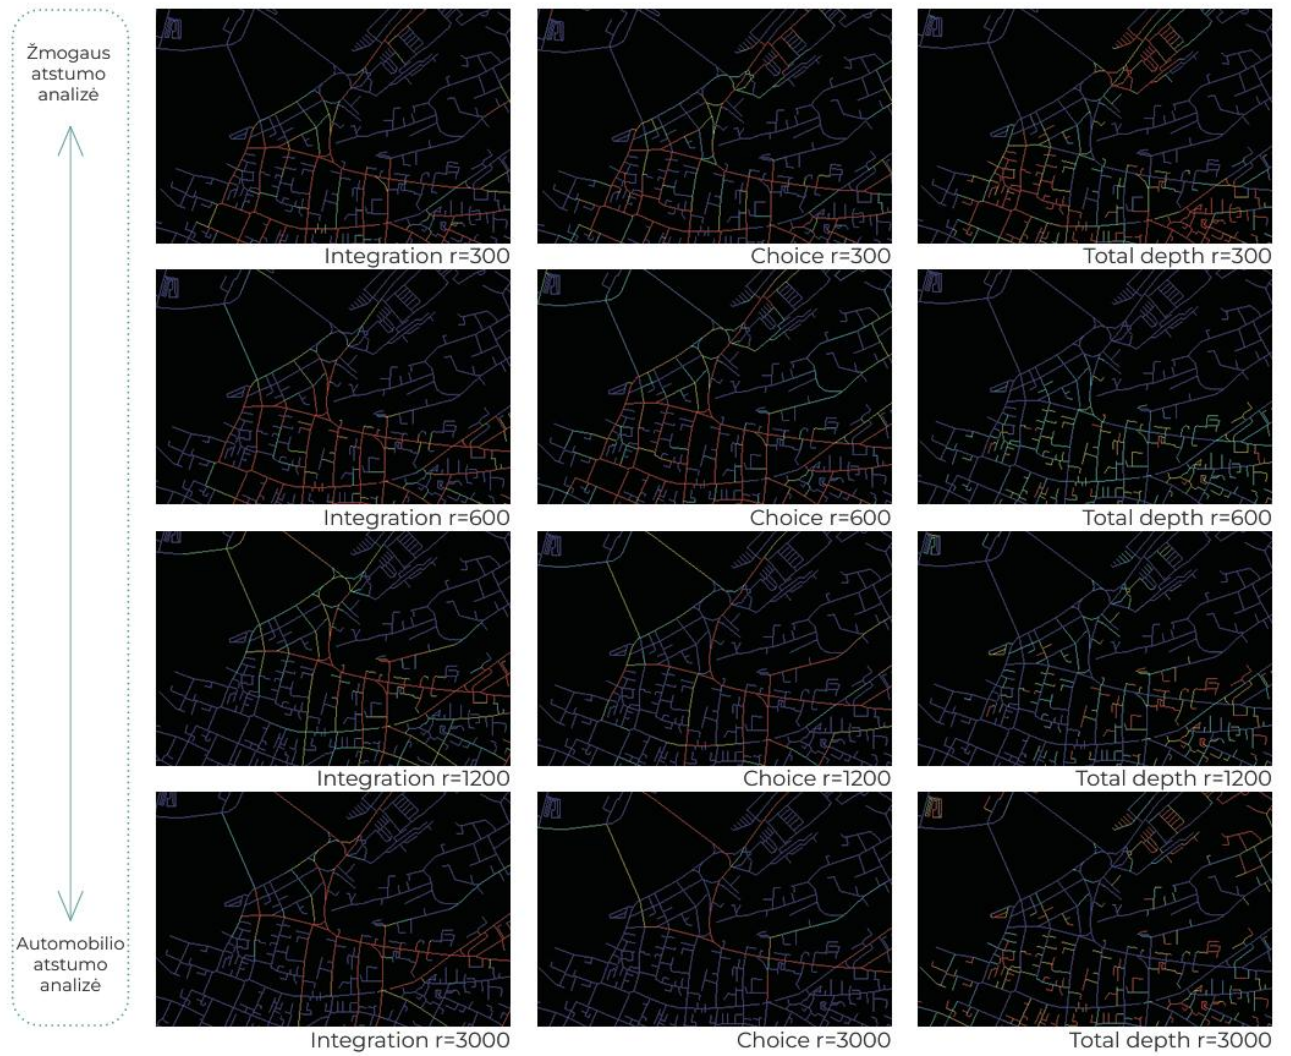 Žmogaus
atstumo
analizė
Integration r=300
Choice r=300
Total depth r=300
Integration r=600
Choice r=600
Total depth r=600
Integration r=1200
Choice r=1200
Total depth r=1200
Automobilio
atstumo
analizė
Integration r=3000
Choice r=3000
Total depth r=3000